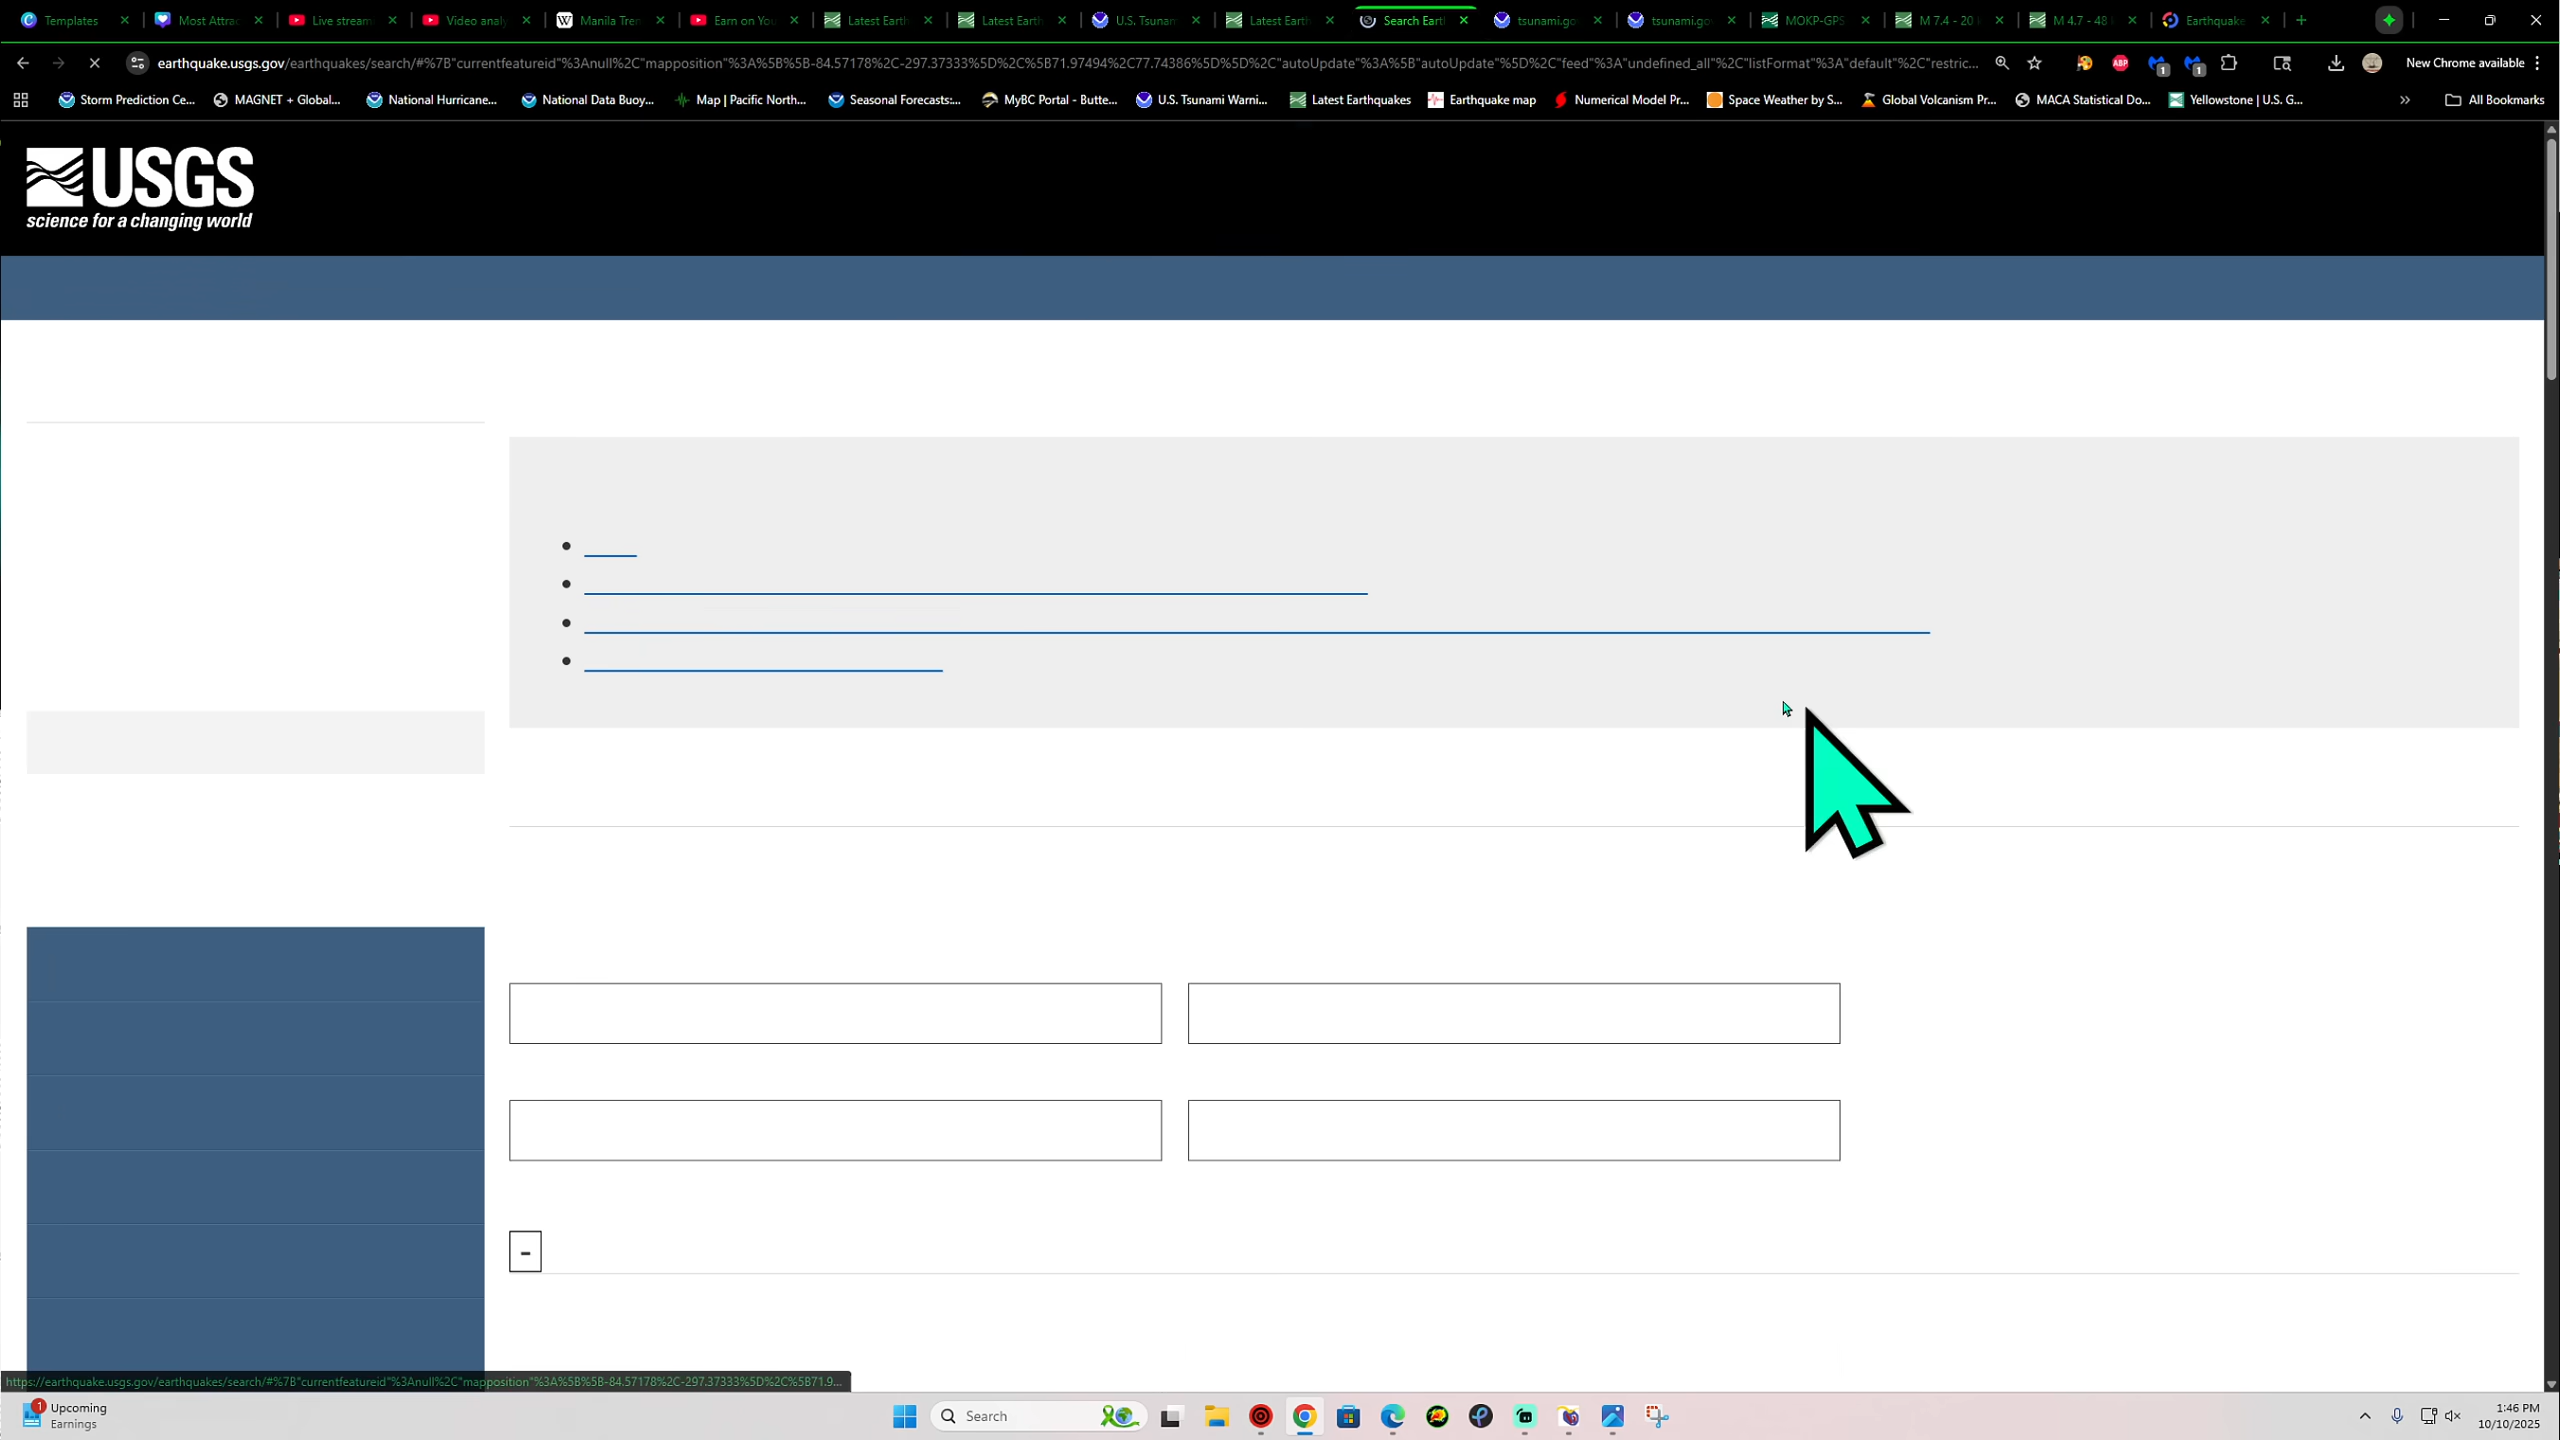 Templates
Most Attrac
Live stream
Video analy
Manila Tren
Earn on You
Latest Earth
Latest Earth
U.S. Tsunam
Latest Earth
Search Earth
tsunami.go
tsunami.go
MOKP-GPS
M 7.4 - 20
M 4.7 - 48
Earthquake
earthquake.usgs.gov/earthquakes/search/#%7B"currentfeatureid"%3Anull%2C"mapposition"%3A%5B%5B-84.57178%2C-297.37333%5D%2C%5B71.97494%2C77.74386%5D%5D%2C"autoUpdate"%3A%5B"autoUpdate"%5D%2C"feed"%3A"undefined_all"%2C"listFormat"%3A"default"%2C"restric...
ABP
1
1
New Chrome available
Storm Prediction Ce...
MAGNET + Global...
National Hurricane...
National Data Buoy...
Map | Pacific North...
Seasonal Forecasts:...
MyBC Portal - Butte...
U.S. Tsunami Warni...
Latest Earthquakes
Earthquake map
Numerical Model Pr...
Space Weather by S...
Global Volcanism Pr...
MACA Statistical Do...
Yellowstone | U.S. G...
All Bookmarks
USGS
science for a changing world
https://earthquake.usgs.gov/earthquakes/search/#%7B"currentfeatureid"%3Anull%2C"mapposition"%3A%5B%5B-84.57178%2C-297.37333%5D%2C%5B71.9...
1
Upcoming
Earnings
Search
1:46 PM
10/10/2025